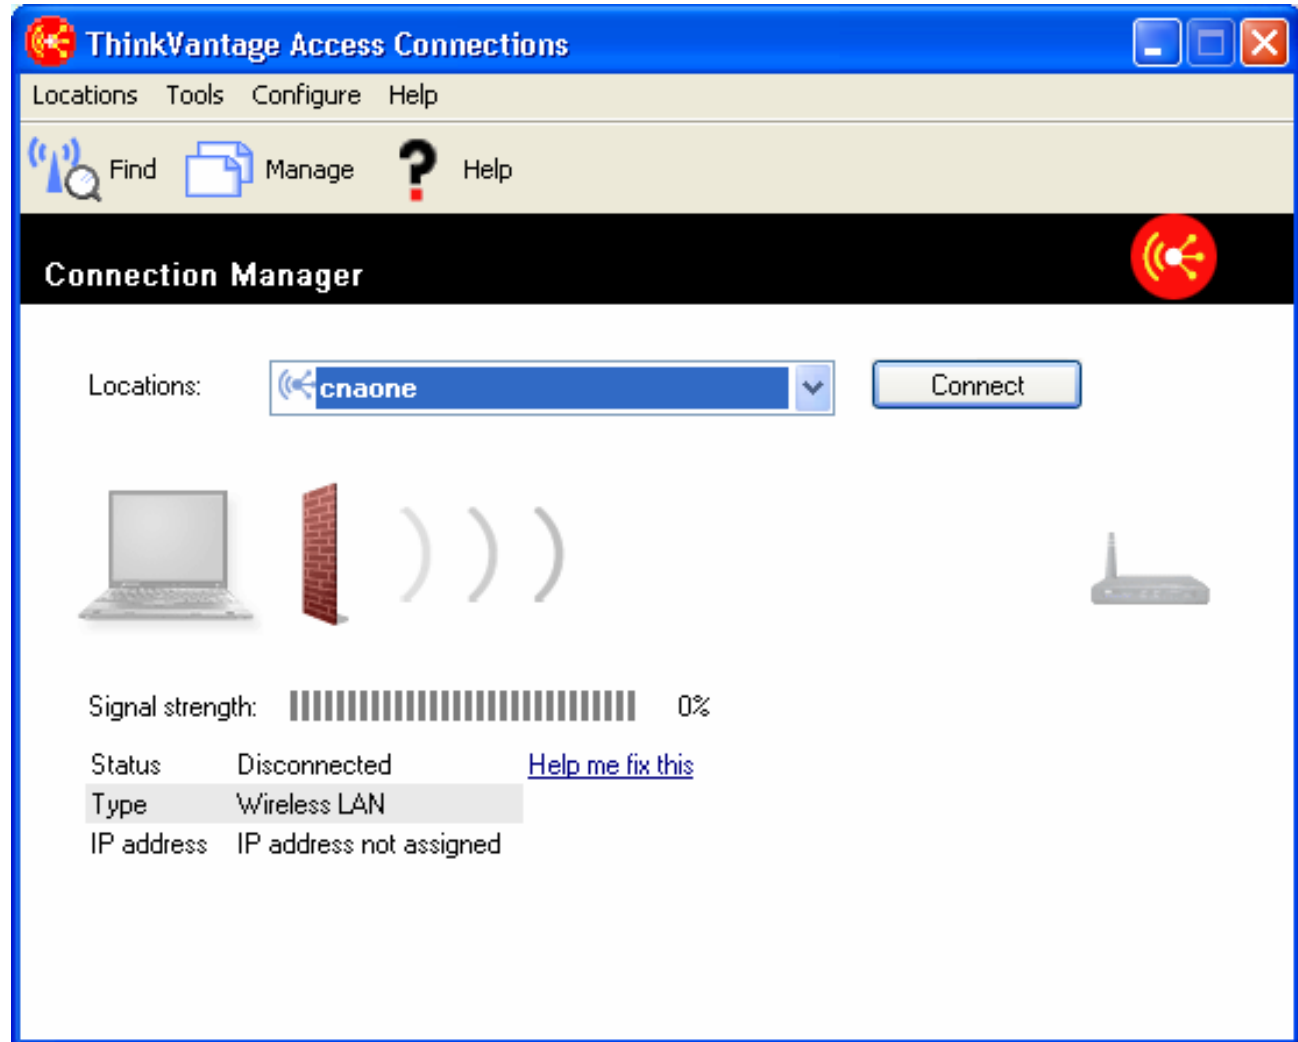 ThinkVantage Access Connections
Locations Tools Configure Help
Find Manage ? Help
Connection Manager
Locations: cnaone Connect
Signal strength: 0%
Status Disconnected Help me fix this
Type Wireless LAN
IP address IP address not assigned